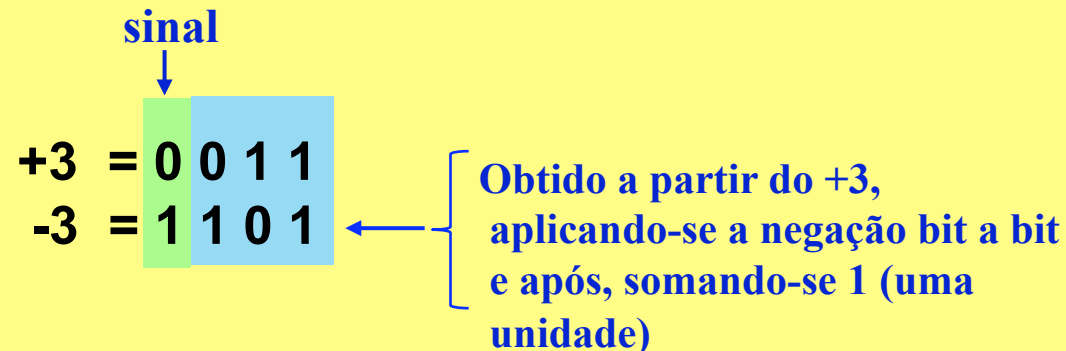 sinal
+3 = 0 0 1 1
-3 = 1 1 0 1
Obtido a partir do +3,
aplicando-se a negação bit a bit
e após, somando-se 1 (uma
unidade)